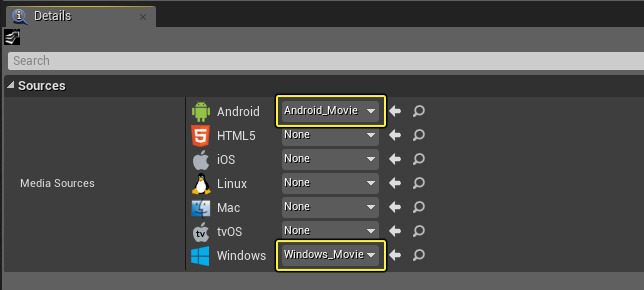 Details
Search
Sources
Media Sources
Android Android_Movie
HTML5 None
iOS None
Linux None
Mac None
tv tvOS None
Windows Windows_Movie